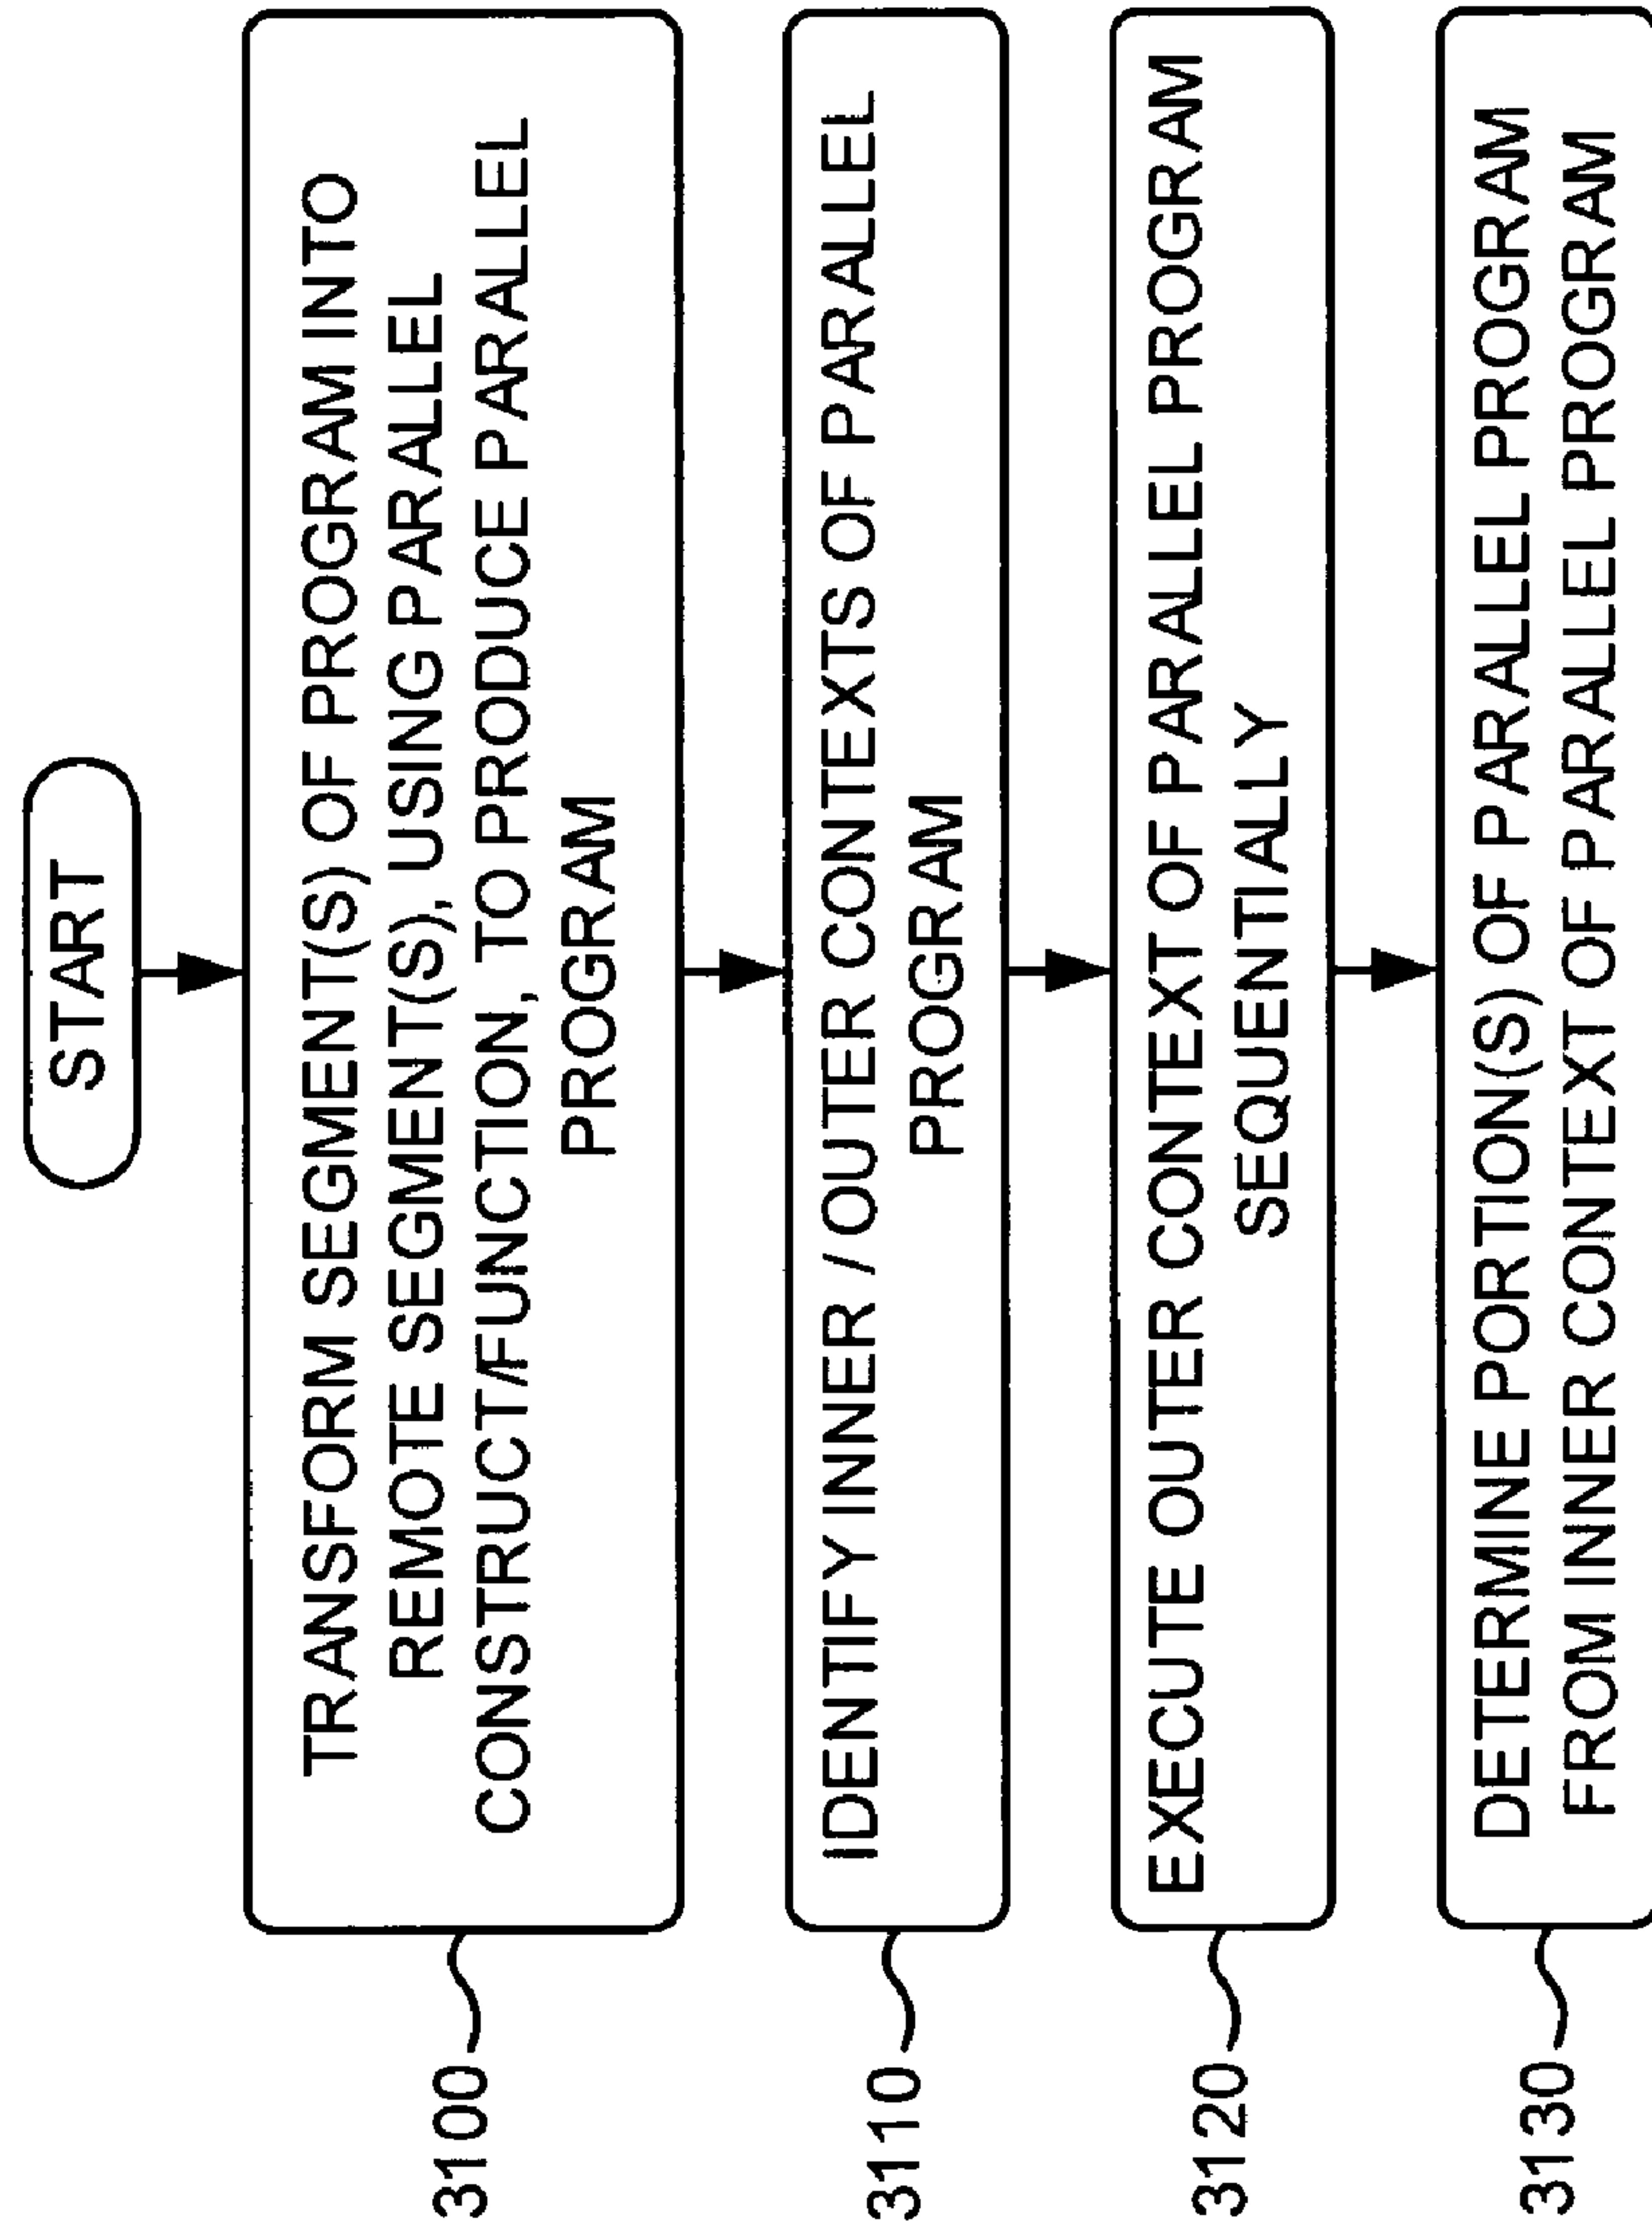 START
TRANSFORM SEGMENT(S) OF PROGRAM INTO
REMOTE SEGMENT(S), USING PARALLEL
CONSTRUCT/FUNCTION, TO PRODUCE PARALLEL
PROGRAM
3100
IDENTIFY INNER / OUTER CONTEXTS OF PARALLEL
PROGRAM
3110
EXECUTE OUTER CONTEXT OF PARALLEL PROGRAM
SEQUENTIALLY
3120
DETERMINE PORTION(S) OF PARALLEL PROGRAM
FROM INNER CONTEXT OF PARALLEL PROGRAM
3130